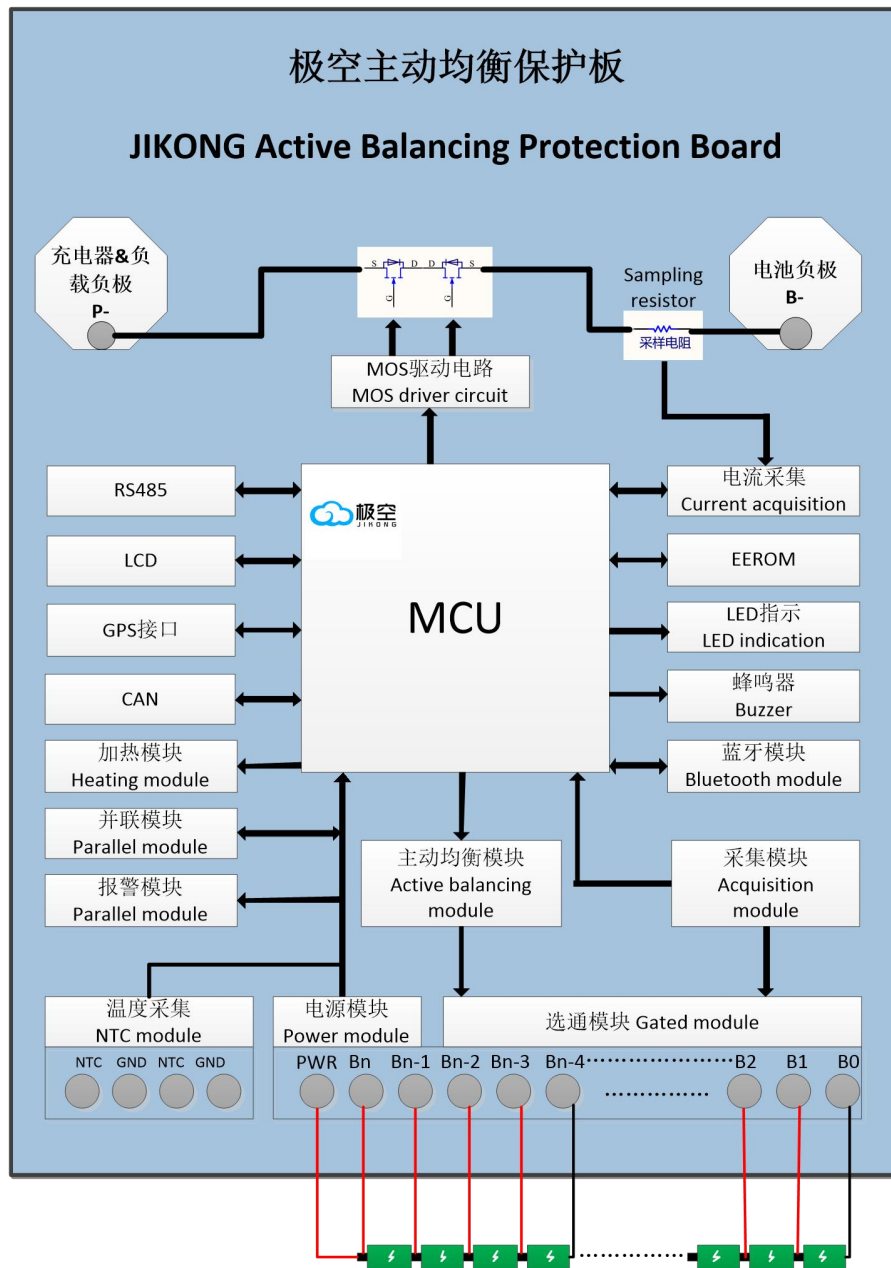 极空主动均衡保护板
JIKONG Active Balancing Protection Board
充电器&负
载负极
P-
S
D
D
S
G
G
Sampling
resistor
采样电阻
电池负极
B-
MOS驱动电路
MOS driver circuit
RS485
LCD
GPS接口
CAN
加热模块
Heating module
并联模块
Parallel module
报警模块
Parallel module
极空
JIKONG
MCU
电流采集
Current acquisition
EEROM
LED指示
LED indication
蜂鸣器
Buzzer
蓝牙模块
Bluetooth module
主动均衡模块
Active balancing
module
采集模块
Acquisition
module
温度采集
NTC module
电源模块
Power module
选通模块 Gated module
NTC GND NTC GND
PWR Bn Bn-1 Bn-2 Bn-3 Bn-4 B2 B1 B0